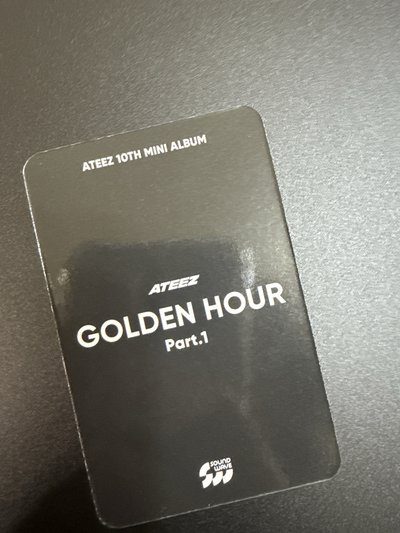 ATEEZ 10TH MINI ALBUM
ATEEZ
GOLDEN HOUR
Part.1
SOUND
WAVE